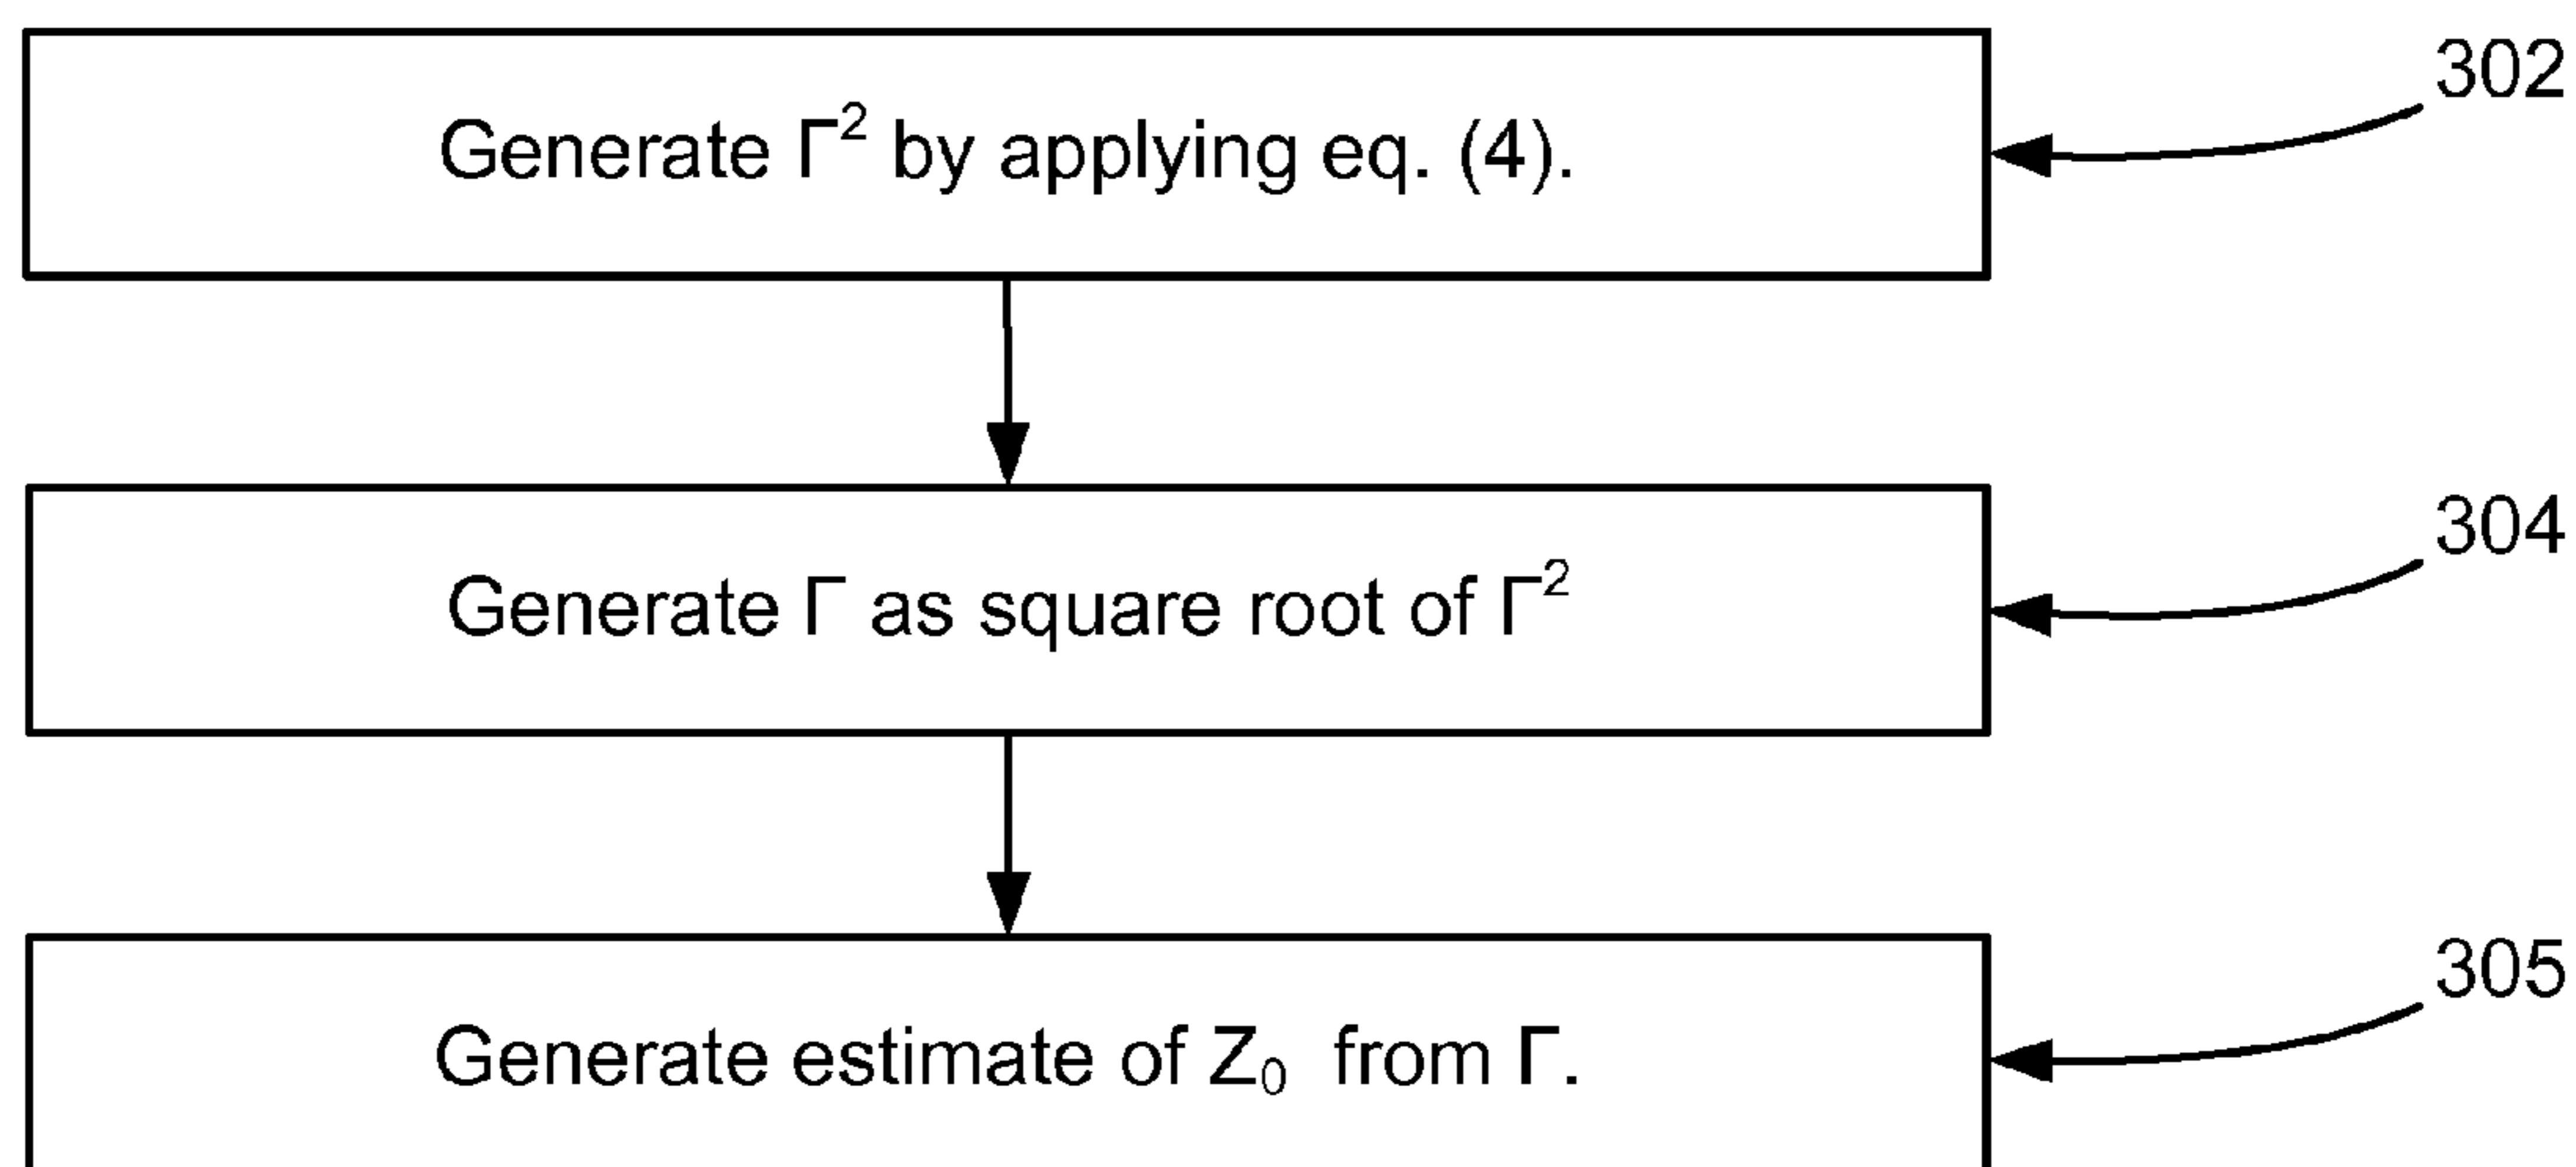 302
Generate Γ² by applying eq. (4).
304
Generate Γ as square root of Γ²
305
Generate estimate of Z₀ from Γ.